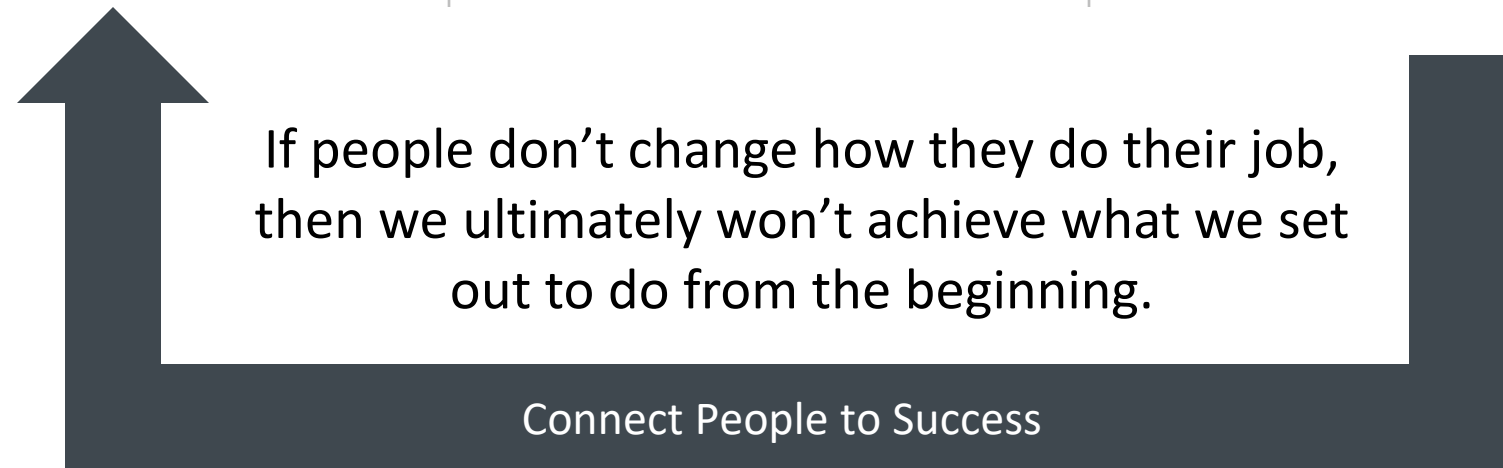 If people don’t change how they do their job,
then we ultimately won’t achieve what we set
out to do from the beginning.
Connect People to Success